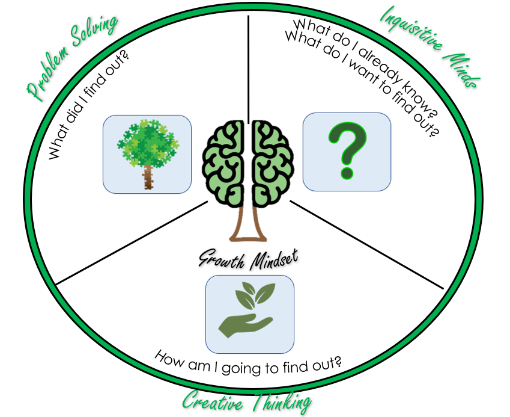 Problem Solving
What did I find out?
Inquisitive Minds
What do I already know?
What do I want to find out?
Growth Mindset
How am I going to find out?
Creative Thinking